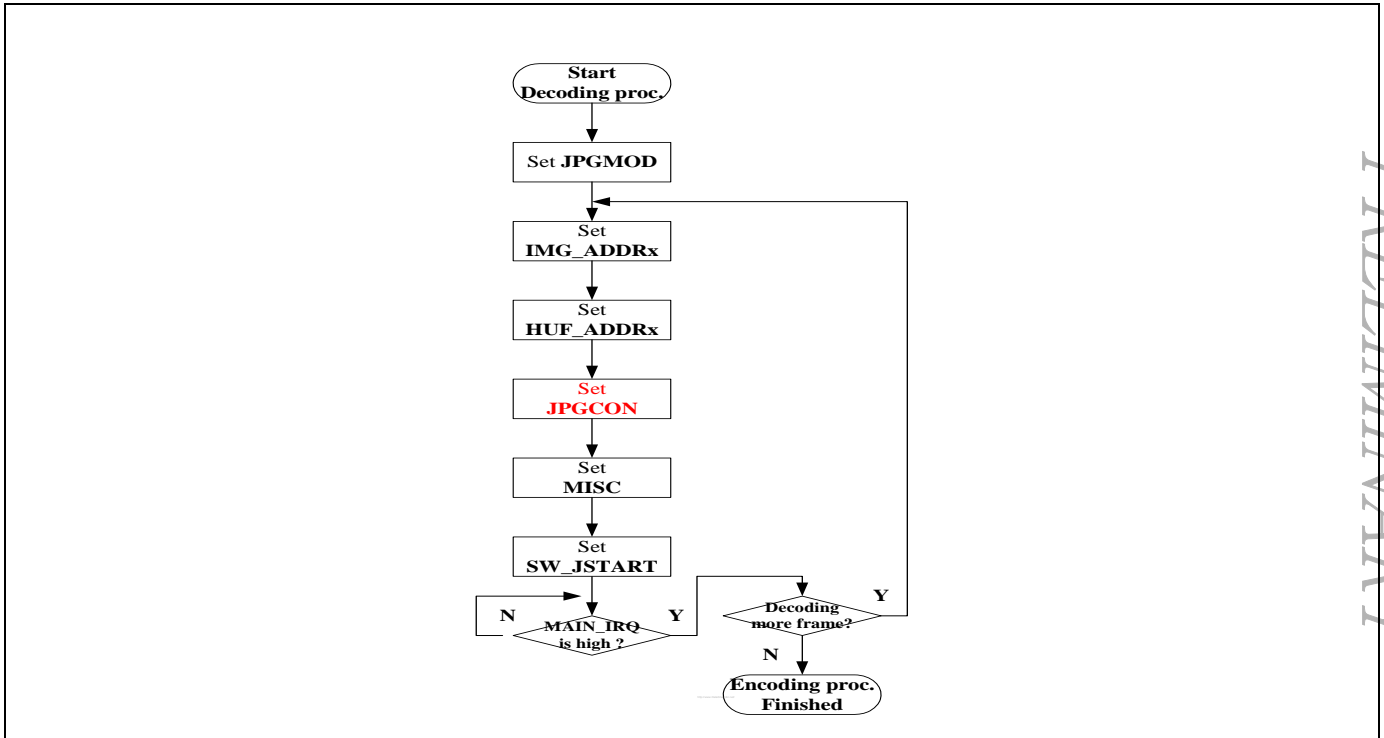 Start
Decoding proc.
Set JPGMOD
Set
IMG_ADDRx
Set
HUF_ADDRx
Set
JPGCON
Set
MISC
Set
SW_JSTART
N
MAIN_IRQ
is high ?
Y
Decoding
more frame?
Y
N
Encoding proc.
Finished
PRELIMINARY